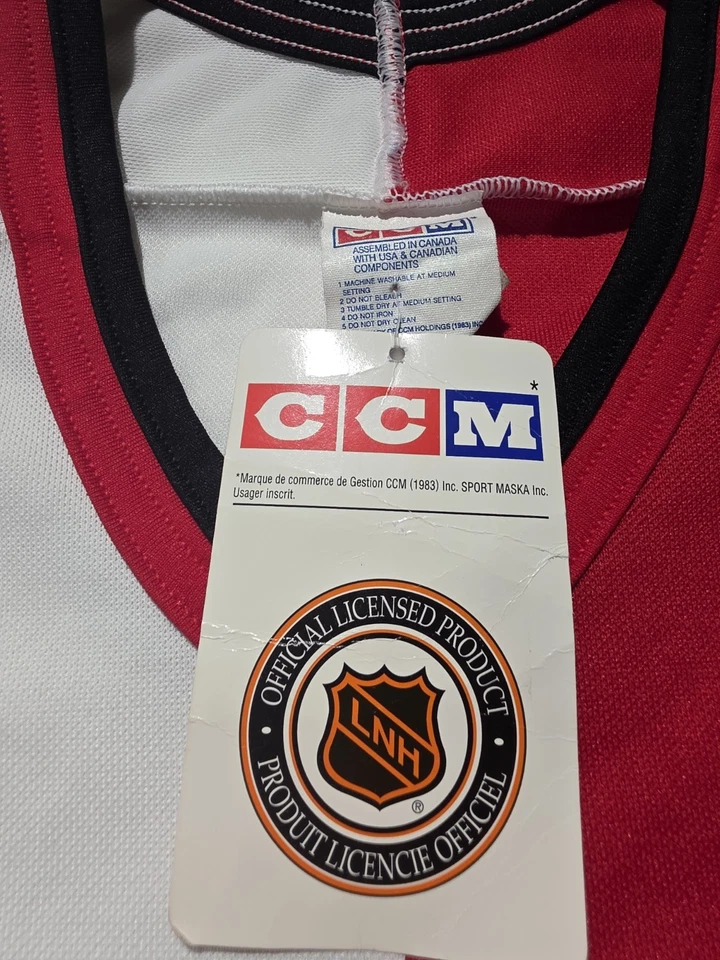 CCM
ASSEMBLED IN CANADA
WITH USA & CANADIAN
COMPONENTS
1 MACHINE WASHABLE AT MEDIUM
SETTING
2 DO NOT BLEACH
3 TUMBLE DRY AT MEDIUM SETTING
4 DO NOT IRON
5 DO NOT DRY CLEAN
OF CCM HOLDINGS (1983) INC
CCM*
*Marque de commerce de Gestion CCM (1983) Inc. SPORT MASKA Inc.
Usager inscrit.
OFFICIAL LICENSED PRODUCT
LNH
®
• PRODUIT LICENCIE OFFICIEL •